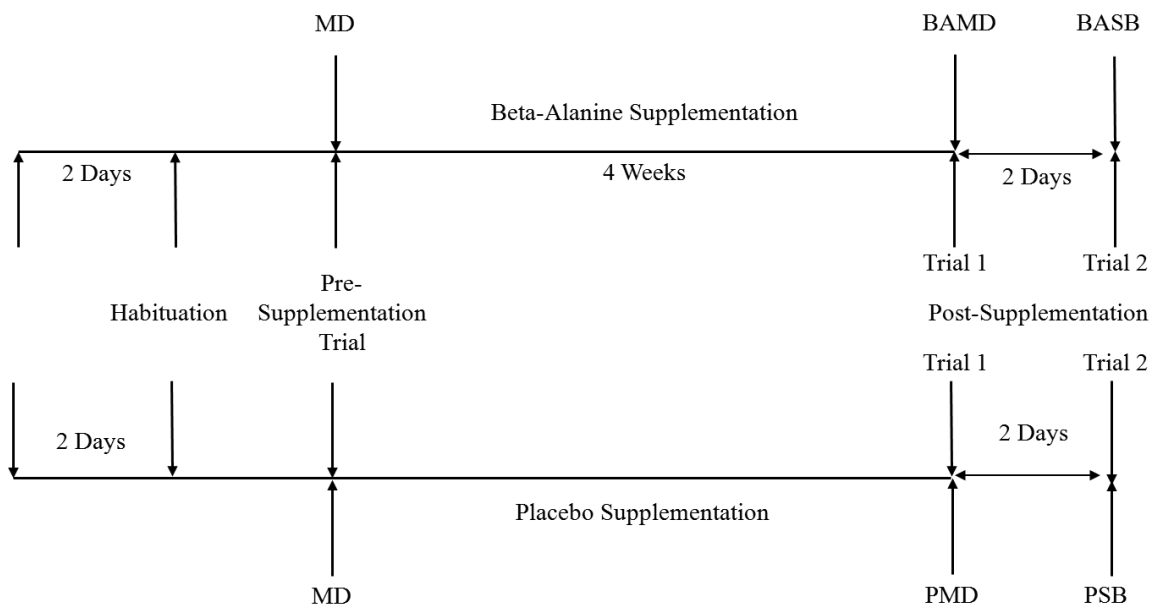 MD
BAMD
BASB
Beta-Alanine Supplementation
2 Days
4 Weeks
2 Days
Trial 1
Trial 2
Habituation
Pre-
Supplementation
Trial
Post-Supplementation
Trial 1
Trial 2
2 Days
2 Days
Placebo Supplementation
MD
PMD
PSB